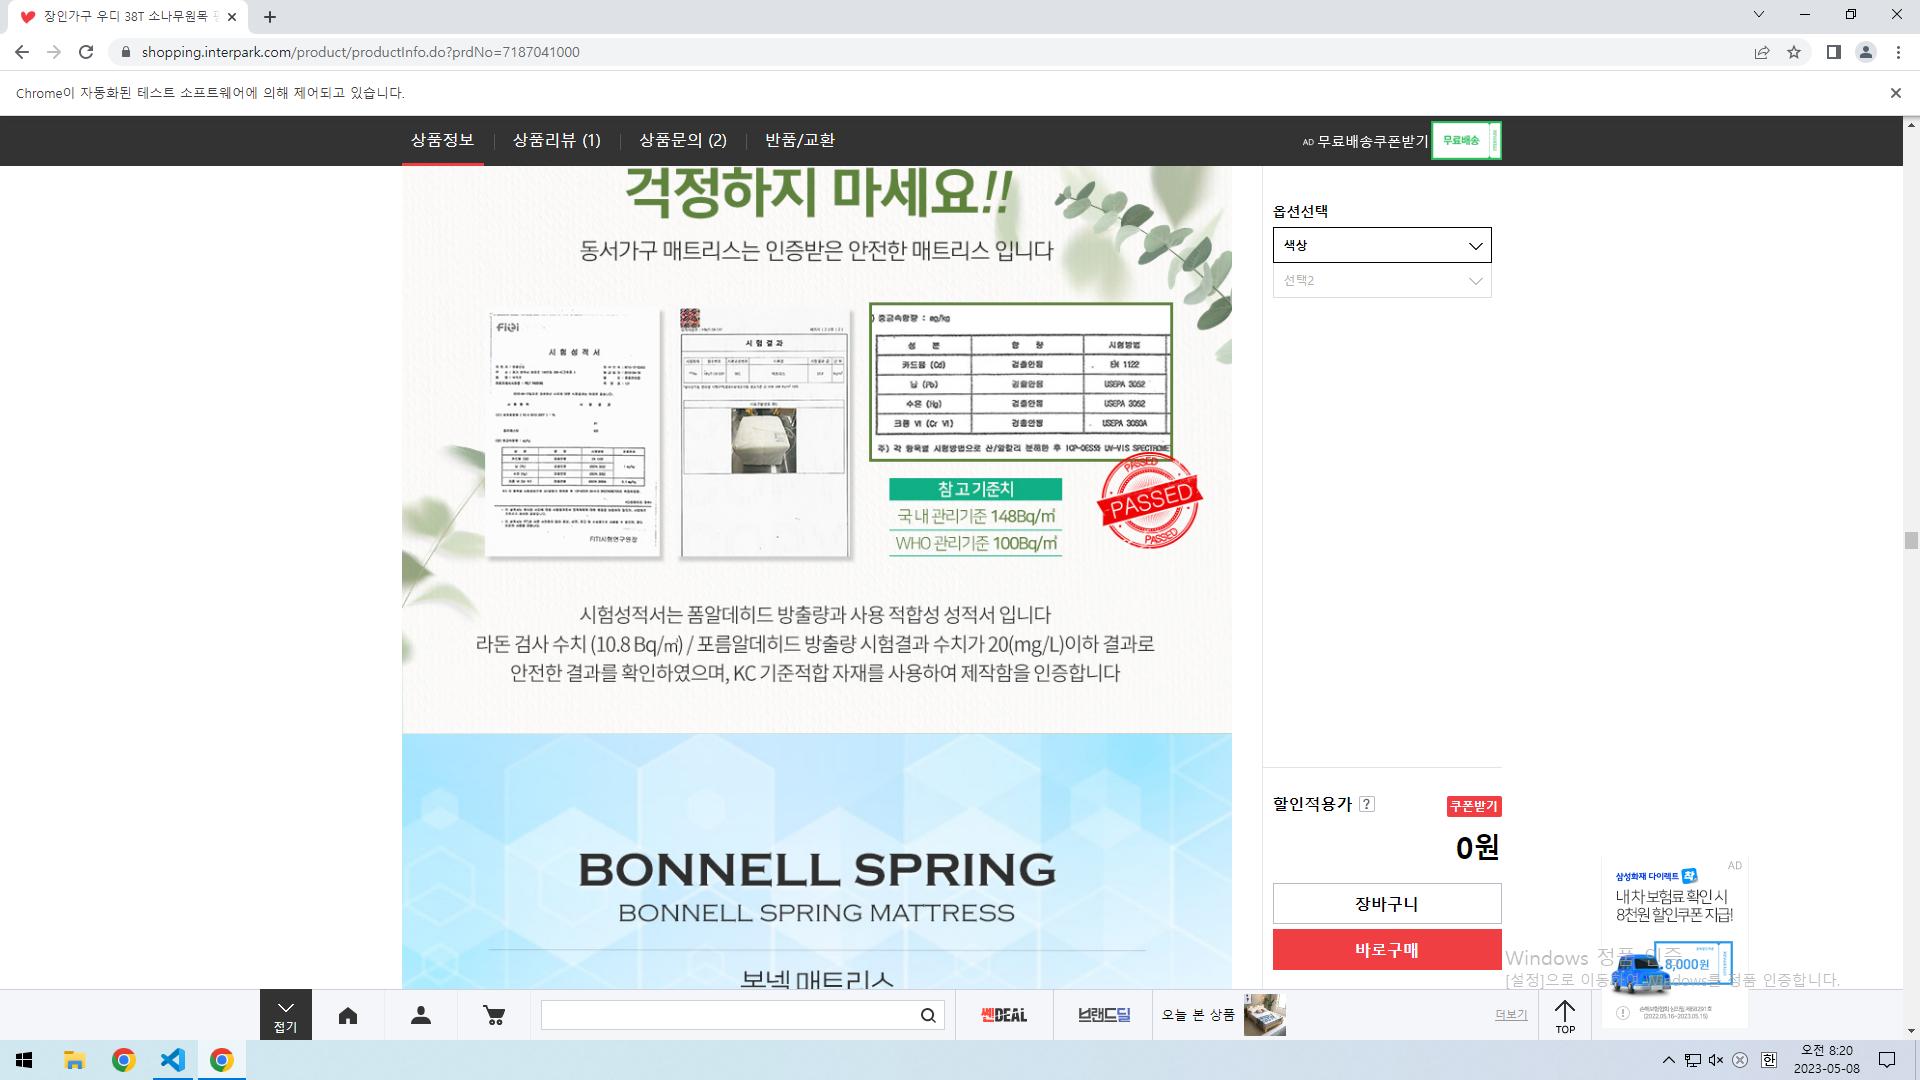 장인가구 우디 38T 소나무원목
shopping.interpark.com/product/productInfo.do?prdNo=7187041000
Chrome이 자동화된 테스트 소프트웨어에 의해 제어되고 있습니다.
상품정보
상품리뷰 (1)
상품문의 (2)
반품/교환
AD 무료배송쿠폰받기
무료배송
걱정하지 마세요!!
동서가구 매트리스는 인증받은 안전한 매트리스 입니다
옵션선택
색상
선택2
FITI
시 험 성 적 서
시 험 결 과
중금속함량 : mg/kg
성 분 함 량 시험방법
카드뮴 (Cd) 검출안됨 EN 1122
납 (Pb) 검출안됨 USEPA 3052
수은 (Hg) 검출안됨 USEPA 3052
크롬 VI (Cr VI) 검출안됨 USEPA 3060A
주) 각 항목별 시험방법으로 산/알칼리 분해한 후
FITI시험연구원장
참고기준치
국내 관리기준 148Bq/㎥
WHO 관리기준 100Bq/㎥
PASSED
PASSED
PASSED
시험성적서는 폼알데히드 방출량과 사용 적합성 성적서 입니다
라돈 검사 수치 (10.8 Bq/㎥) / 포름알데히드 방출량 시험결과 수치가 20(mg/L)이하 결과로
안전한 결과를 확인하였으며, KC 기준적합 자재를 사용하여 제작함을 인증합니다
BONNELL SPRING
BONNELL SPRING MATTRESS
보넬 매트리스
할인적용가 ?
쿠폰받기
0원
장바구니
바로구매
AD
삼성화재 다이렉트 착
내 차 보험료 확인 시
8천원 할인쿠폰 지급!
8,000원
Windows 정품 인증
[설정]으로 이동하여 Windows를 정품 인증합니다.
접기
쎈DEAL
브랜드딜
오늘 본 상품
더보기
TOP
한
오전 8:20
2023-05-08